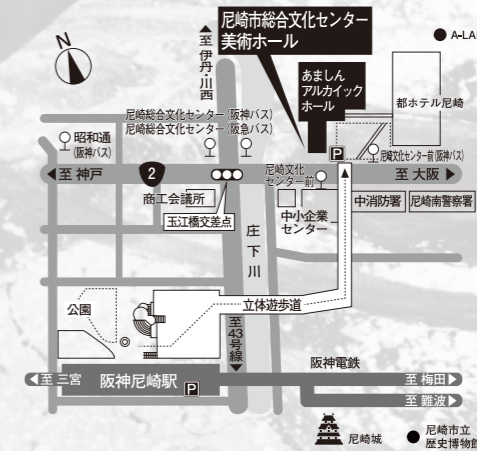 N
至伊丹・川西
尼崎市総合文化センター
美術ホール
あましん
アルカイック
ホール
A-LA
都ホテル尼崎
尼崎総合文化センター(阪神バス)
尼崎総合文化センター(阪急バス)
昭和通
(阪神バス)
尼崎文化センター前(阪神バス)
P
至神戸
2
尼崎文化
センター前
至大阪
商工会議所
玉江橋交差点
庄下川
中小企業
センター
中消防署
尼崎南警察署
公園
立体遊歩道
至43号線
阪神電鉄
至三宮
阪神尼崎駅
P
至梅田
至難波
尼崎城
尼崎市立
歴史博物館